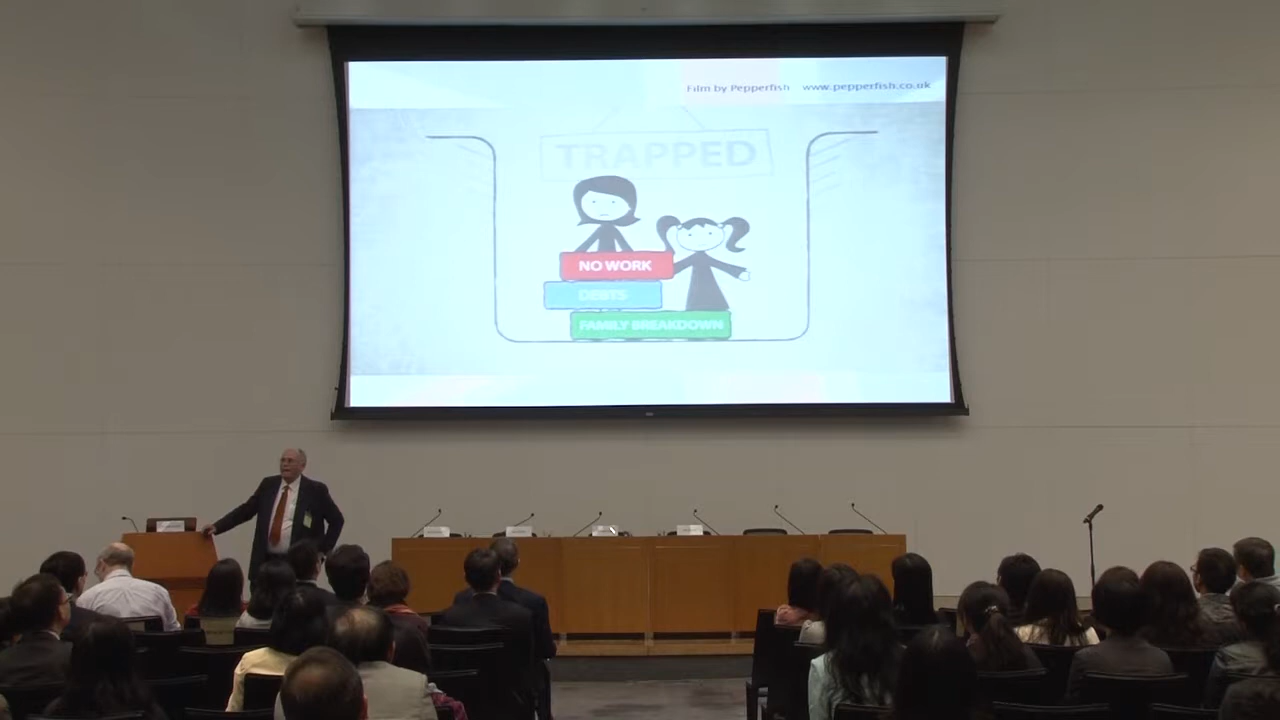 Film by Pepperfish www.pepperfish.co.uk
TRAPPED
NO WORK
DEBTS
FAMILY BREAKDOWN